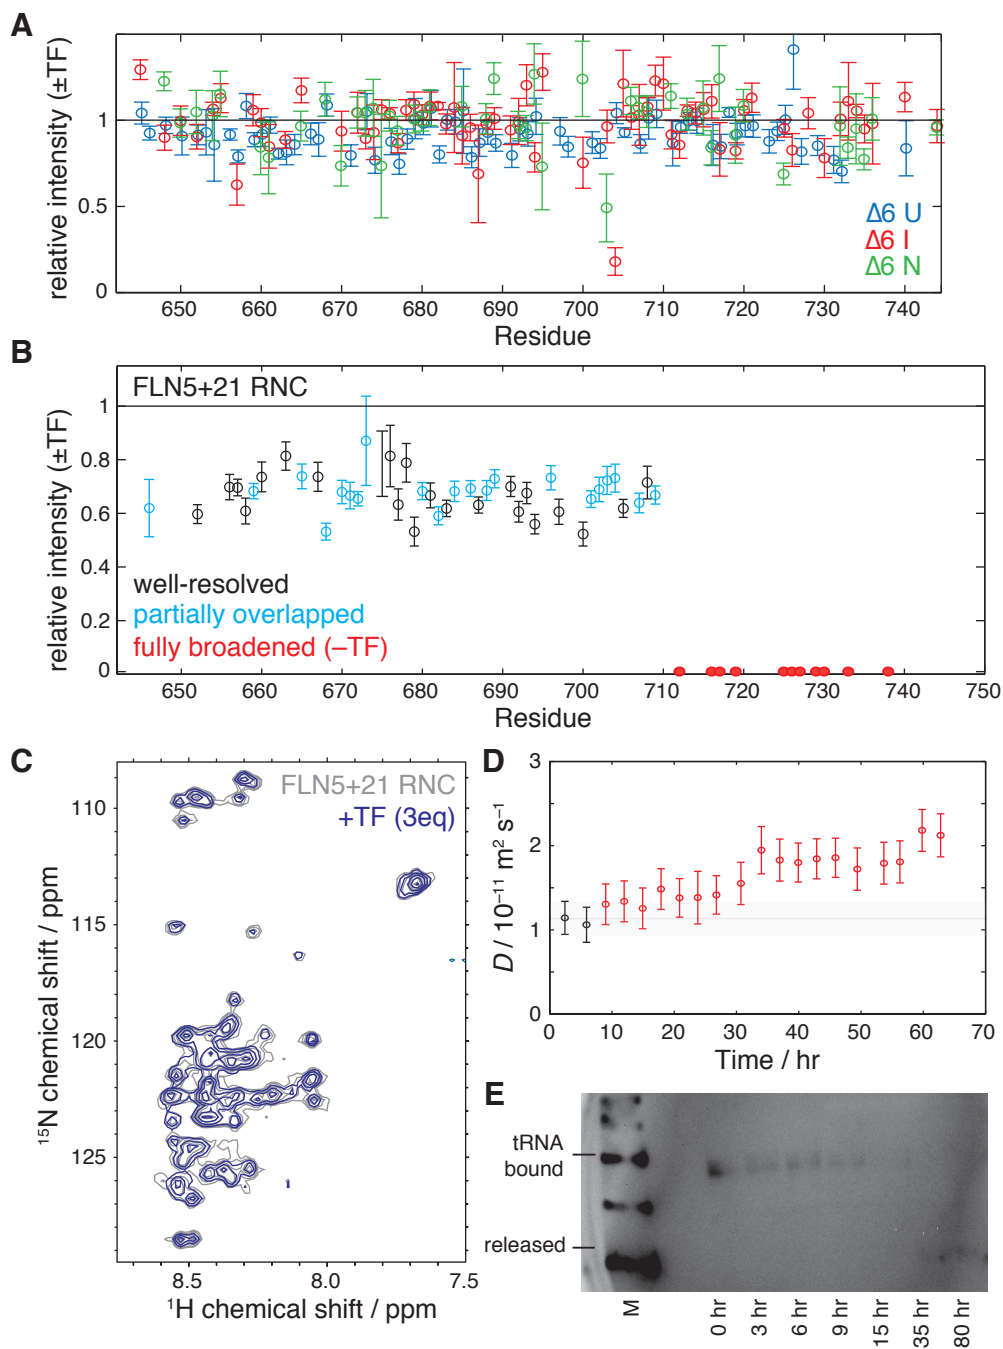 A
relative intensity (±TF)
1
0.5
0
650 660 670 680 690 700 710 720 730 740
Residue
Δ6 U
Δ6 I
Δ6 N
B
FLN5+21 RNC
relative intensity (±TF)
1
0.8
0.6
0.4
0.2
0
well-resolved
partially overlapped
fully broadened (–TF)
650 660 670 680 690 700 710 720 730 740 750
Residue
C
FLN5+21 RNC
+TF (3eq)
110
115
120
125
¹⁵N chemical shift / ppm
8.5 8.0 7.5
¹H chemical shift / ppm
D
3
2
1
0
D / 10⁻¹¹ m² s⁻¹
0 10 20 30 40 50 60 70
Time / hr
E
tRNA
bound
released
M
0 hr
3 hr
6 hr
9 hr
15 hr
35 hr
80 hr